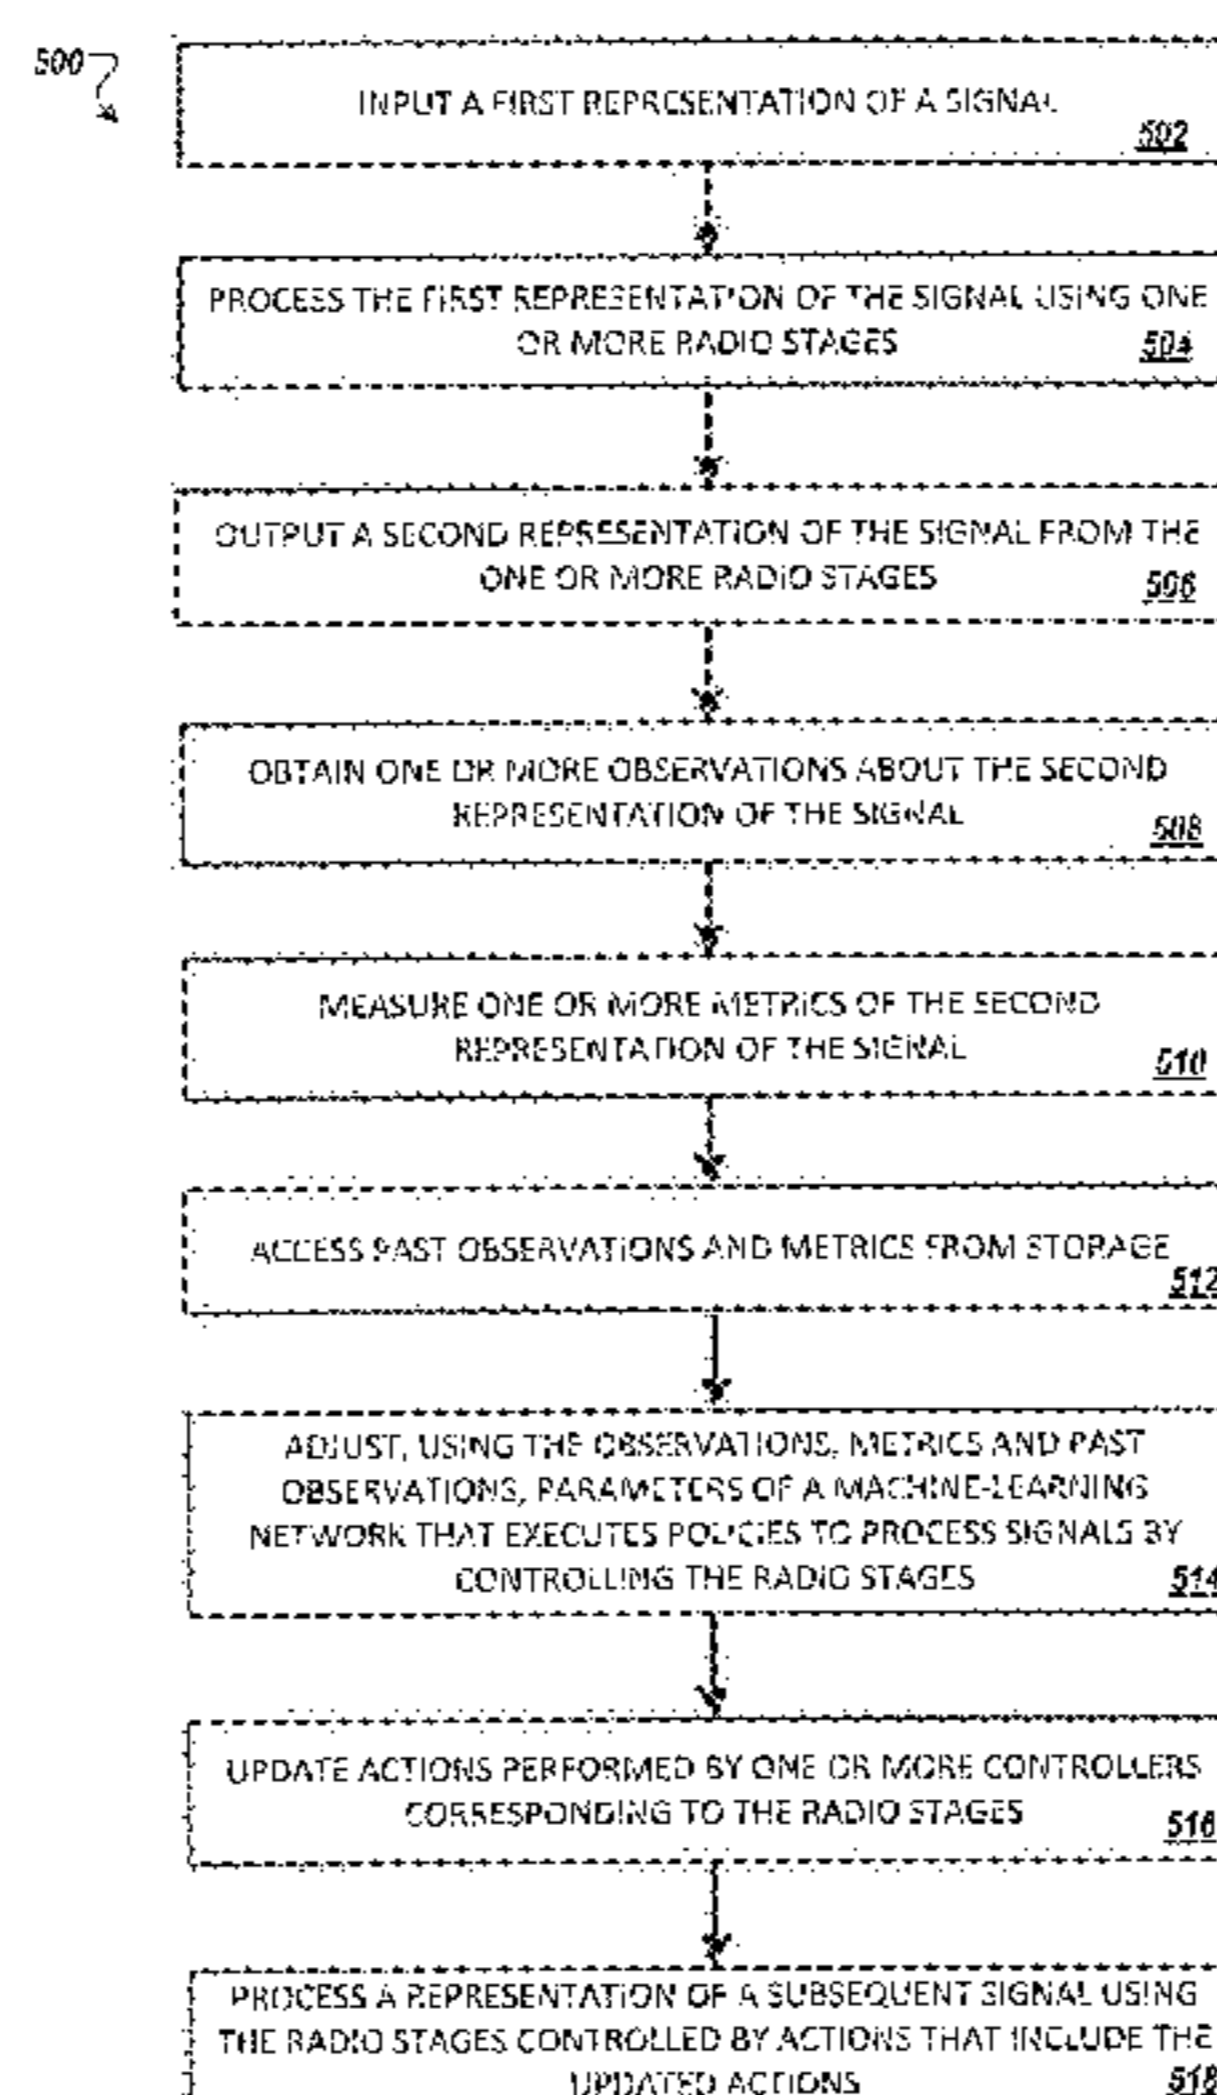 500
INPUT A FIRST REPRESENTATION OF A SIGNAL
502
PROCESS THE FIRST REPRESENTATION OF THE SIGNAL USING ONE
OR MORE RADIO STAGES
504
OUTPUT A SECOND REPRESENTATION OF THE SIGNAL FROM THE
ONE OR MORE RADIO STAGES
506
OBTAIN ONE OR MORE OBSERVATIONS ABOUT THE SECOND
REPRESENTATION OF THE SIGNAL
508
MEASURE ONE OR MORE METRICS OF THE SECOND
REPRESENTATION OF THE SIGNAL
510
ACCESS PAST OBSERVATIONS AND METRICS FROM STORAGE
512
ADJUST, USING THE OBSERVATIONS, METRICS AND PAST
OBSERVATIONS, PARAMETERS OF A MACHINE-LEARNING
NETWORK THAT EXECUTES POLICIES TO PROCESS SIGNALS BY
CONTROLLING THE RADIO STAGES
514
UPDATE ACTIONS PERFORMED BY ONE OR MORE CONTROLLERS
CORRESPONDING TO THE RADIO STAGES
516
PROCESS A REPRESENTATION OF A SUBSEQUENT SIGNAL USING
THE RADIO STAGES CONTROLLED BY ACTIONS THAT INCLUDE THE
UPDATED ACTIONS
518